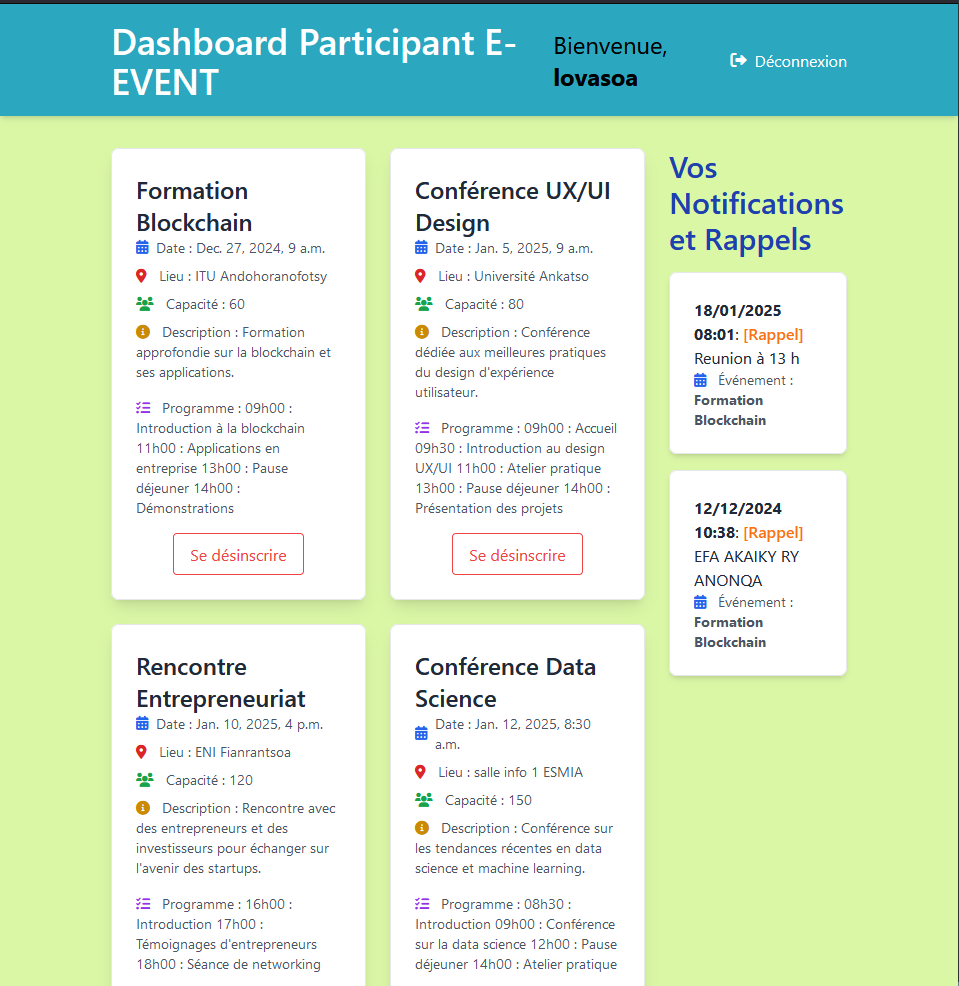 Dashboard Participant E-
EVENT
Bienvenue,
lovasoa
Déconnexion
Formation
Blockchain
Date : Dec. 27, 2024, 9 a.m.
Lieu : ITU Andohoranofotsy
Capacité : 60
Description : Formation
approfondie sur la blockchain et
ses applications.
Programme : 09h00 :
Introduction à la blockchain
11h00 : Applications en
entreprise 13h00 : Pause
déjeuner 14h00 :
Démonstrations
Se désinscrire
Conférence UX/UI
Design
Date : Jan. 5, 2025, 9 a.m.
Lieu : Université Ankatso
Capacité : 80
Description : Conférence
dédiée aux meilleures pratiques
du design d'expérience
utilisateur.
Programme : 09h00 : Accueil
09h30 : Introduction au design
UX/UI 11h00 : Atelier pratique
13h00 : Pause déjeuner 14h00 :
Présentation des projets
Se désinscrire
Rencontre
Entrepreneuriat
Date : Jan. 10, 2025, 4 p.m.
Lieu : ENI Fianrantsoa
Capacité : 120
Description : Rencontre avec
des entrepreneurs et des
investisseurs pour échanger sur
l'avenir des startups.
Programme : 16h00 :
Introduction 17h00 :
Témoignages d'entrepreneurs
18h00 : Séance de networking
Conférence Data
Science
Date : Jan. 12, 2025, 8:30
a.m.
Lieu : salle info 1 ESMIA
Capacité : 150
Description : Conférence sur
les tendances récentes en data
science et machine learning.
Programme : 08h30 :
Introduction 09h00 : Conférence
sur la data science 12h00 : Pause
déjeuner 14h00 : Atelier pratique
Vos
Notifications
et Rappels
18/01/2025
08:01: [Rappel]
Reunion à 13 h
Événement :
Formation
Blockchain
12/12/2024
10:38: [Rappel]
EFA AKAIKY RY
ANONQA
Événement :
Formation
Blockchain